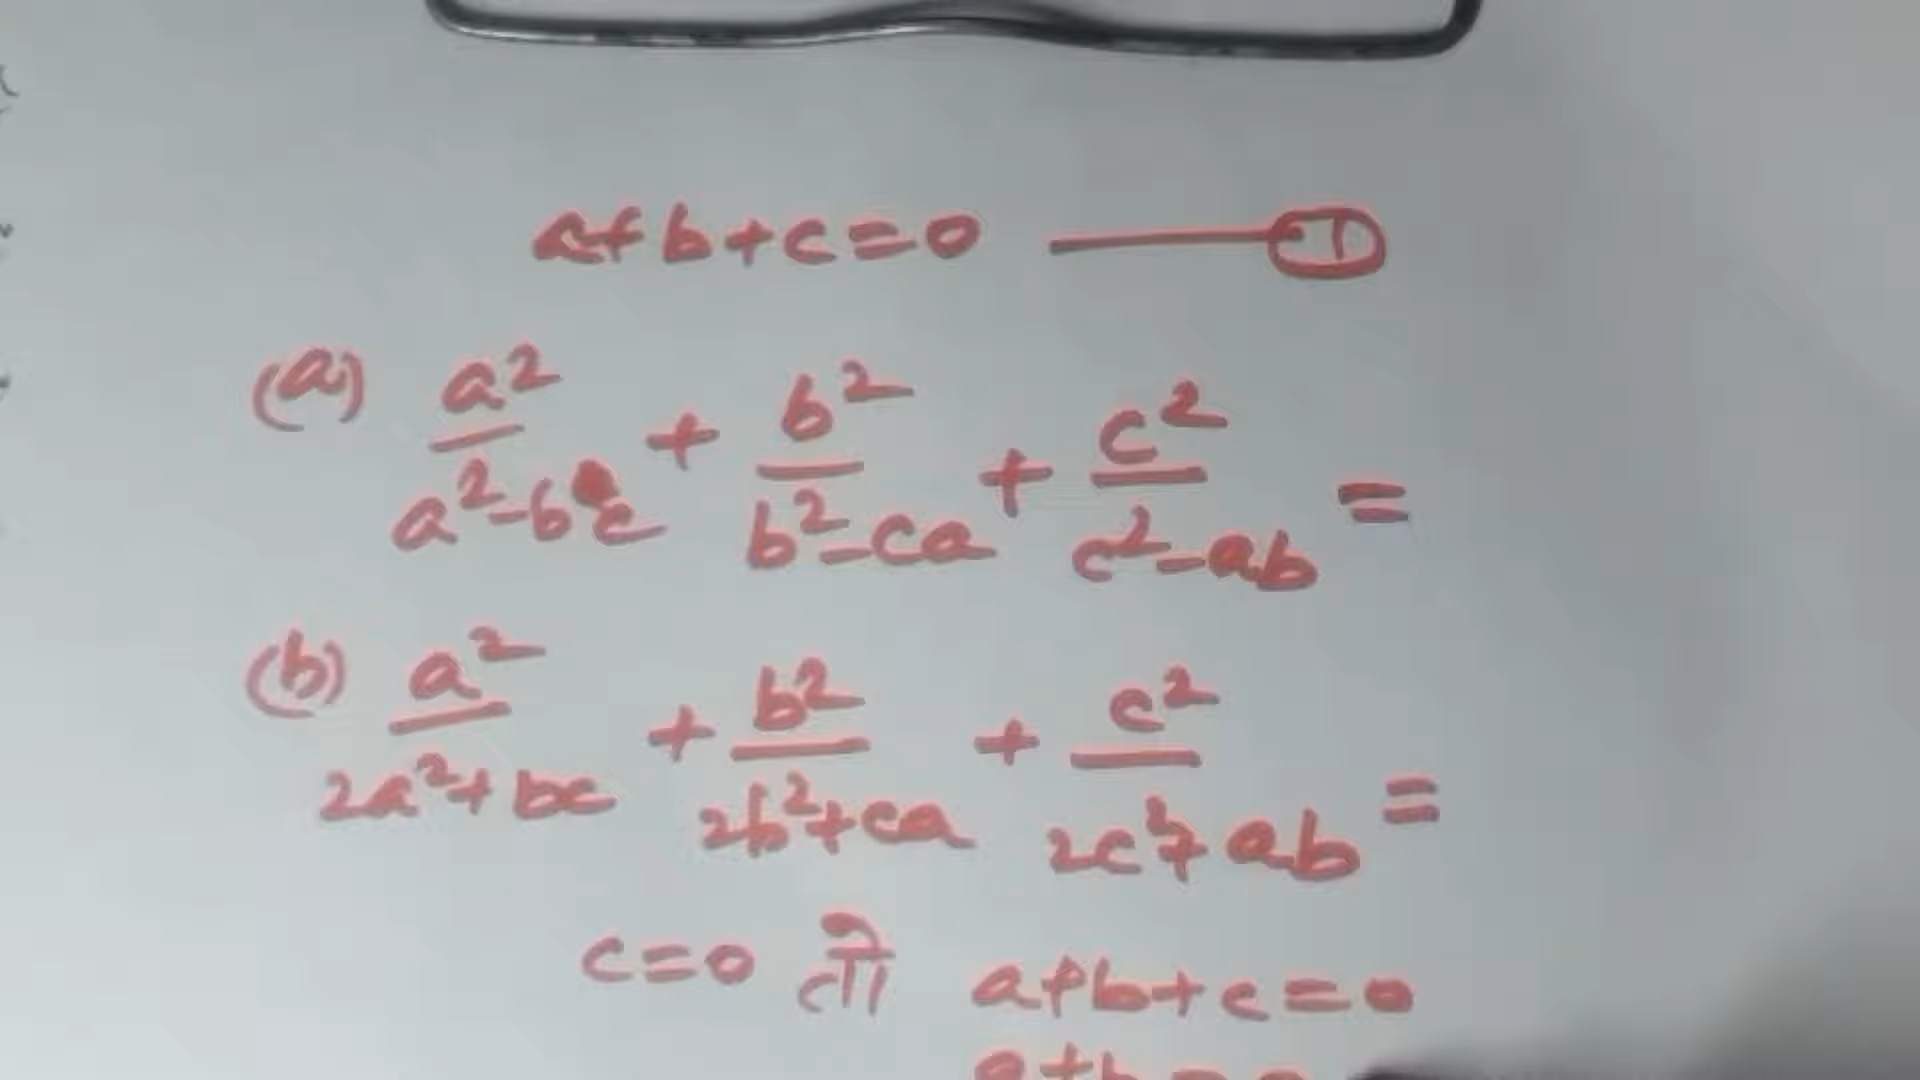 a+b+c=0 —— ①
(a) a²/(a²-bc) + b²/(b²-ca) + c²/(c²-ab) =
(b) a²/(2a²+bc) + b²/(2b²+ca) + c²/(2c²+ab) =
c=0 तो a+b+c=0